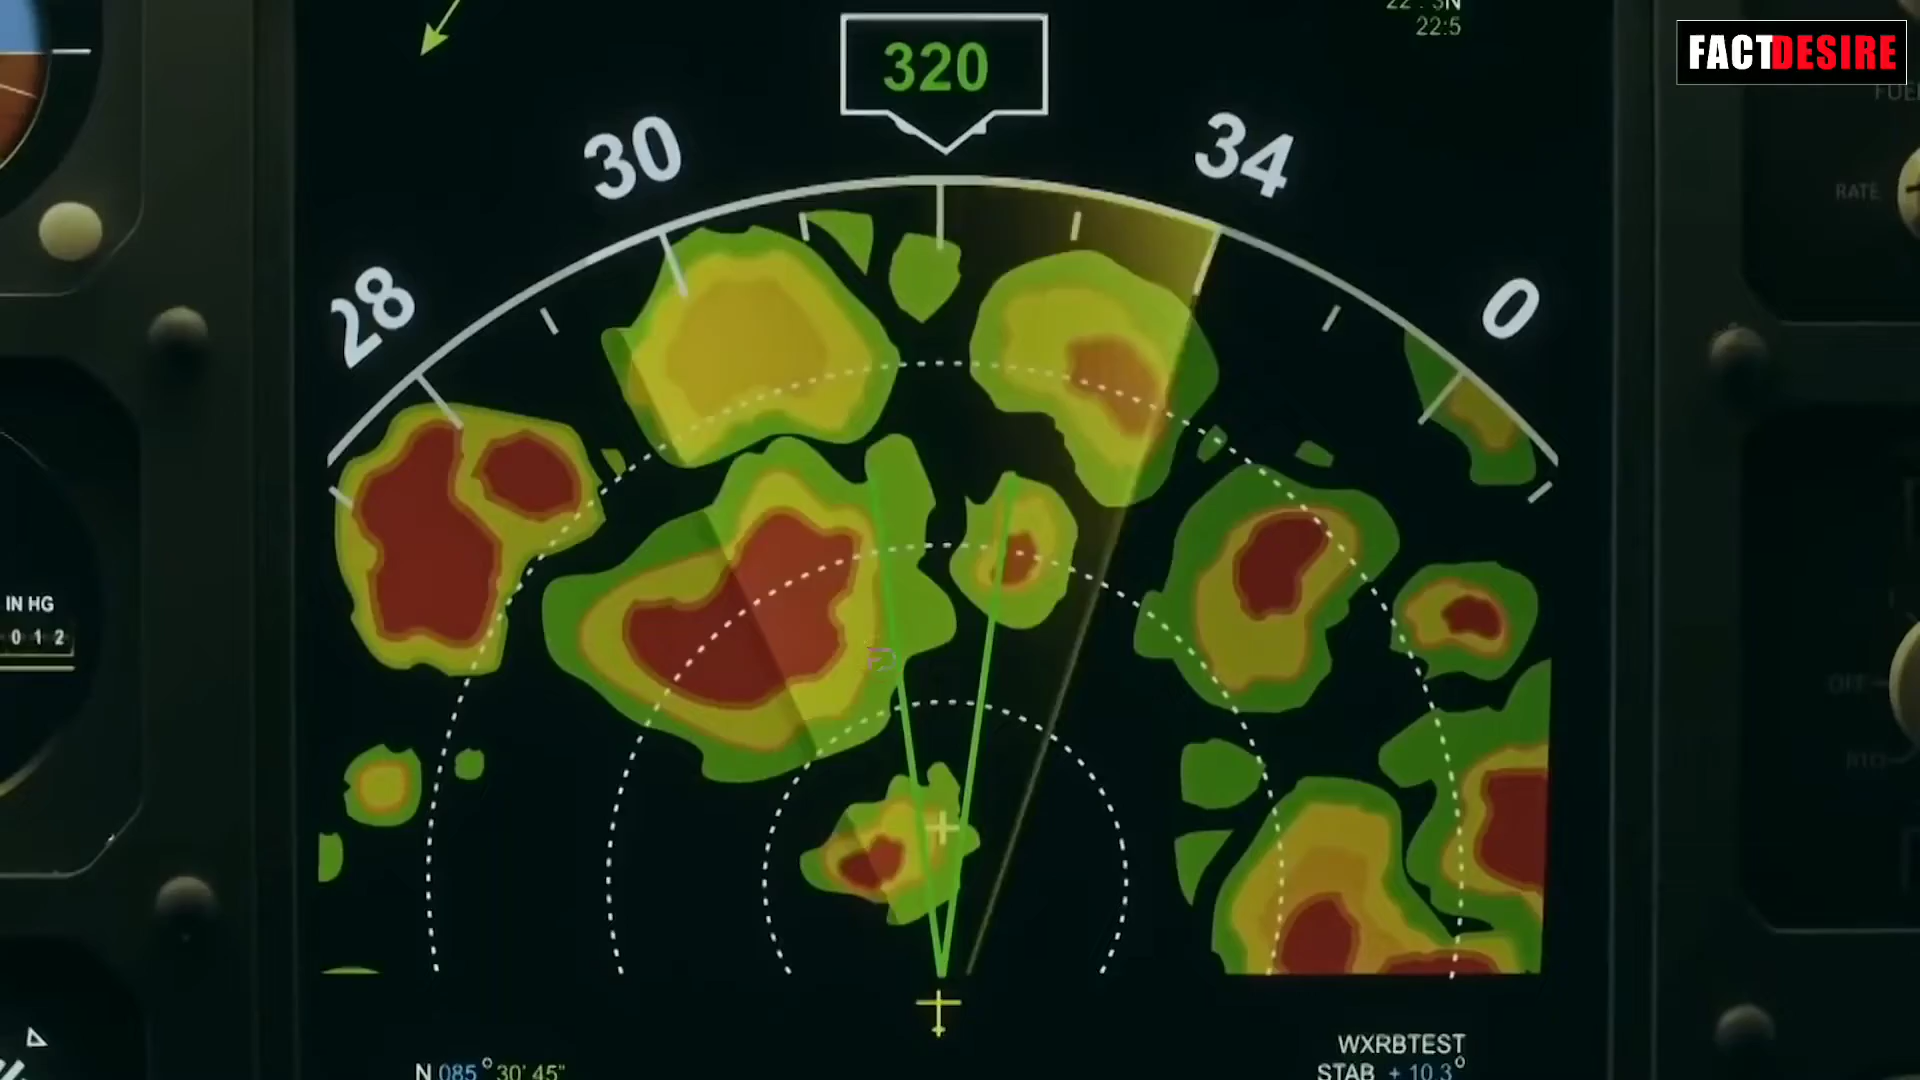 22:5
FACTDESIRE
320
30
34
28
0
RATE
IN HG
0 1 2
WXRBTEST
N 085° 30' 45"
STAB + 10.3°